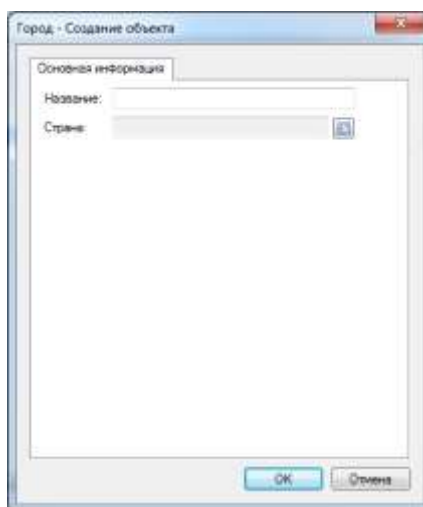 Город - Создание объекта
Основная информация
Название:
Страна:
OK
Отмена